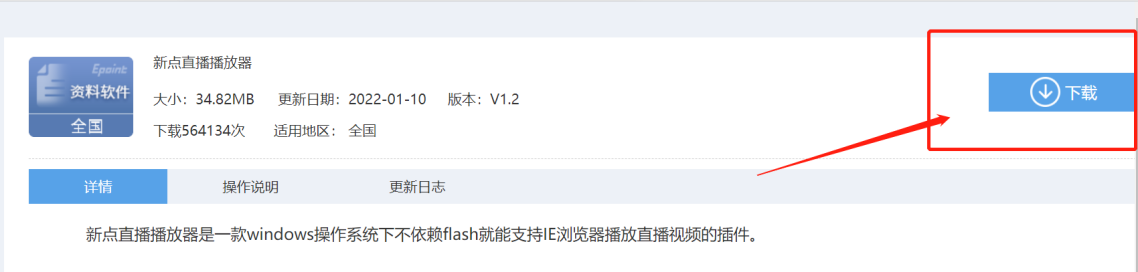 Epoint
资料软件
全国
新点直播播放器
大小：34.82MB 更新日期：2022-01-10 版本：V1.2
下载564134次 适用地区： 全国
下载
详情 操作说明 更新日志
新点直播播放器是一款windows操作系统下不依赖flash就能支持IE浏览器播放直播视频的插件。